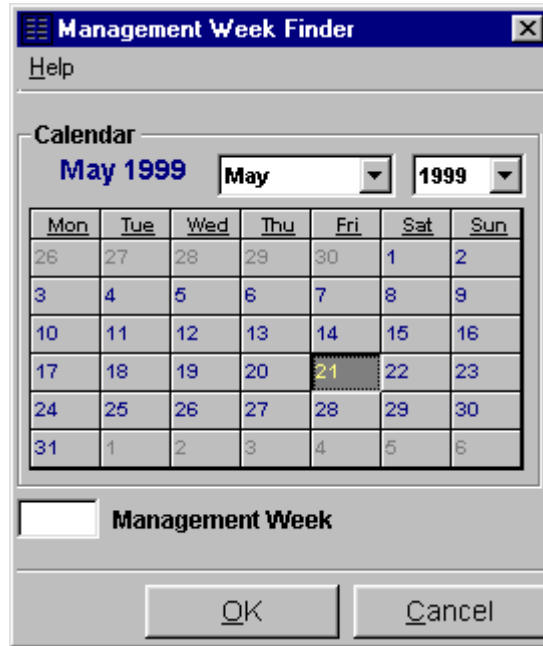 Management Week Finder
Help
Calendar
May 1999 May 1999
Mon Tue Wed Thu Fri Sat Sun
26 27 28 29 30 1 2
3 4 5 6 7 8 9
10 11 12 13 14 15 16
17 18 19 20 21 22 23
24 25 26 27 28 29 30
31 1 2 3 4 5 6
Management Week
OK Cancel